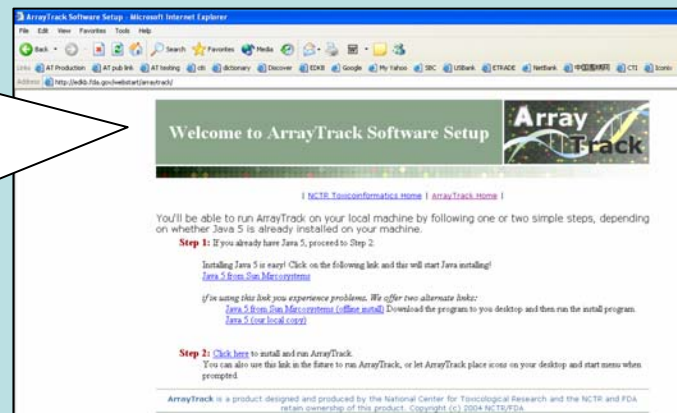 ArrayTrack Software Setup - Microsoft Internet Explorer
File Edit View Favorites Tools Help
Back Search Favorites Media
Links AT Production AT pub link AT testing citi dictionary Discover EDKB Google My Yahoo SBC USBank ETRADE NetBank CTI Iconix
Address http://edkb.fda.gov/webstart/arraytrack/
Welcome to ArrayTrack Software Setup
Array
Track
| NCTR Toxicoinformatics Home | ArrayTrack Home |
You'll be able to run ArrayTrack on your local machine by following one or two simple steps, depending
on whether Java 5 is already installed on your machine.
Step 1: If you already have Java 5, proceed to Step 2.
Installing Java 5 is easy! Click on the following link and this will start Java installing!
Java 5 from Sun Mircorsystems
if in using this link you experience problems. We offer two alternate links:
Java 5 from Sun Mircorsystems (offline install) Download the program to you desktop and then run the install program.
Java 5 (our local copy)
Step 2: Click here to install and run ArrayTrack.
You can also use this link in the future to run ArrayTrack, or let ArrayTrack place icons on your desktop and start menu when
prompted.
ArrayTrack is a product designed and produced by the National Center for Toxicological Research and the NCTR and FDA
retain ownership of this product. Copyright (c) 2004 NCTR/FDA